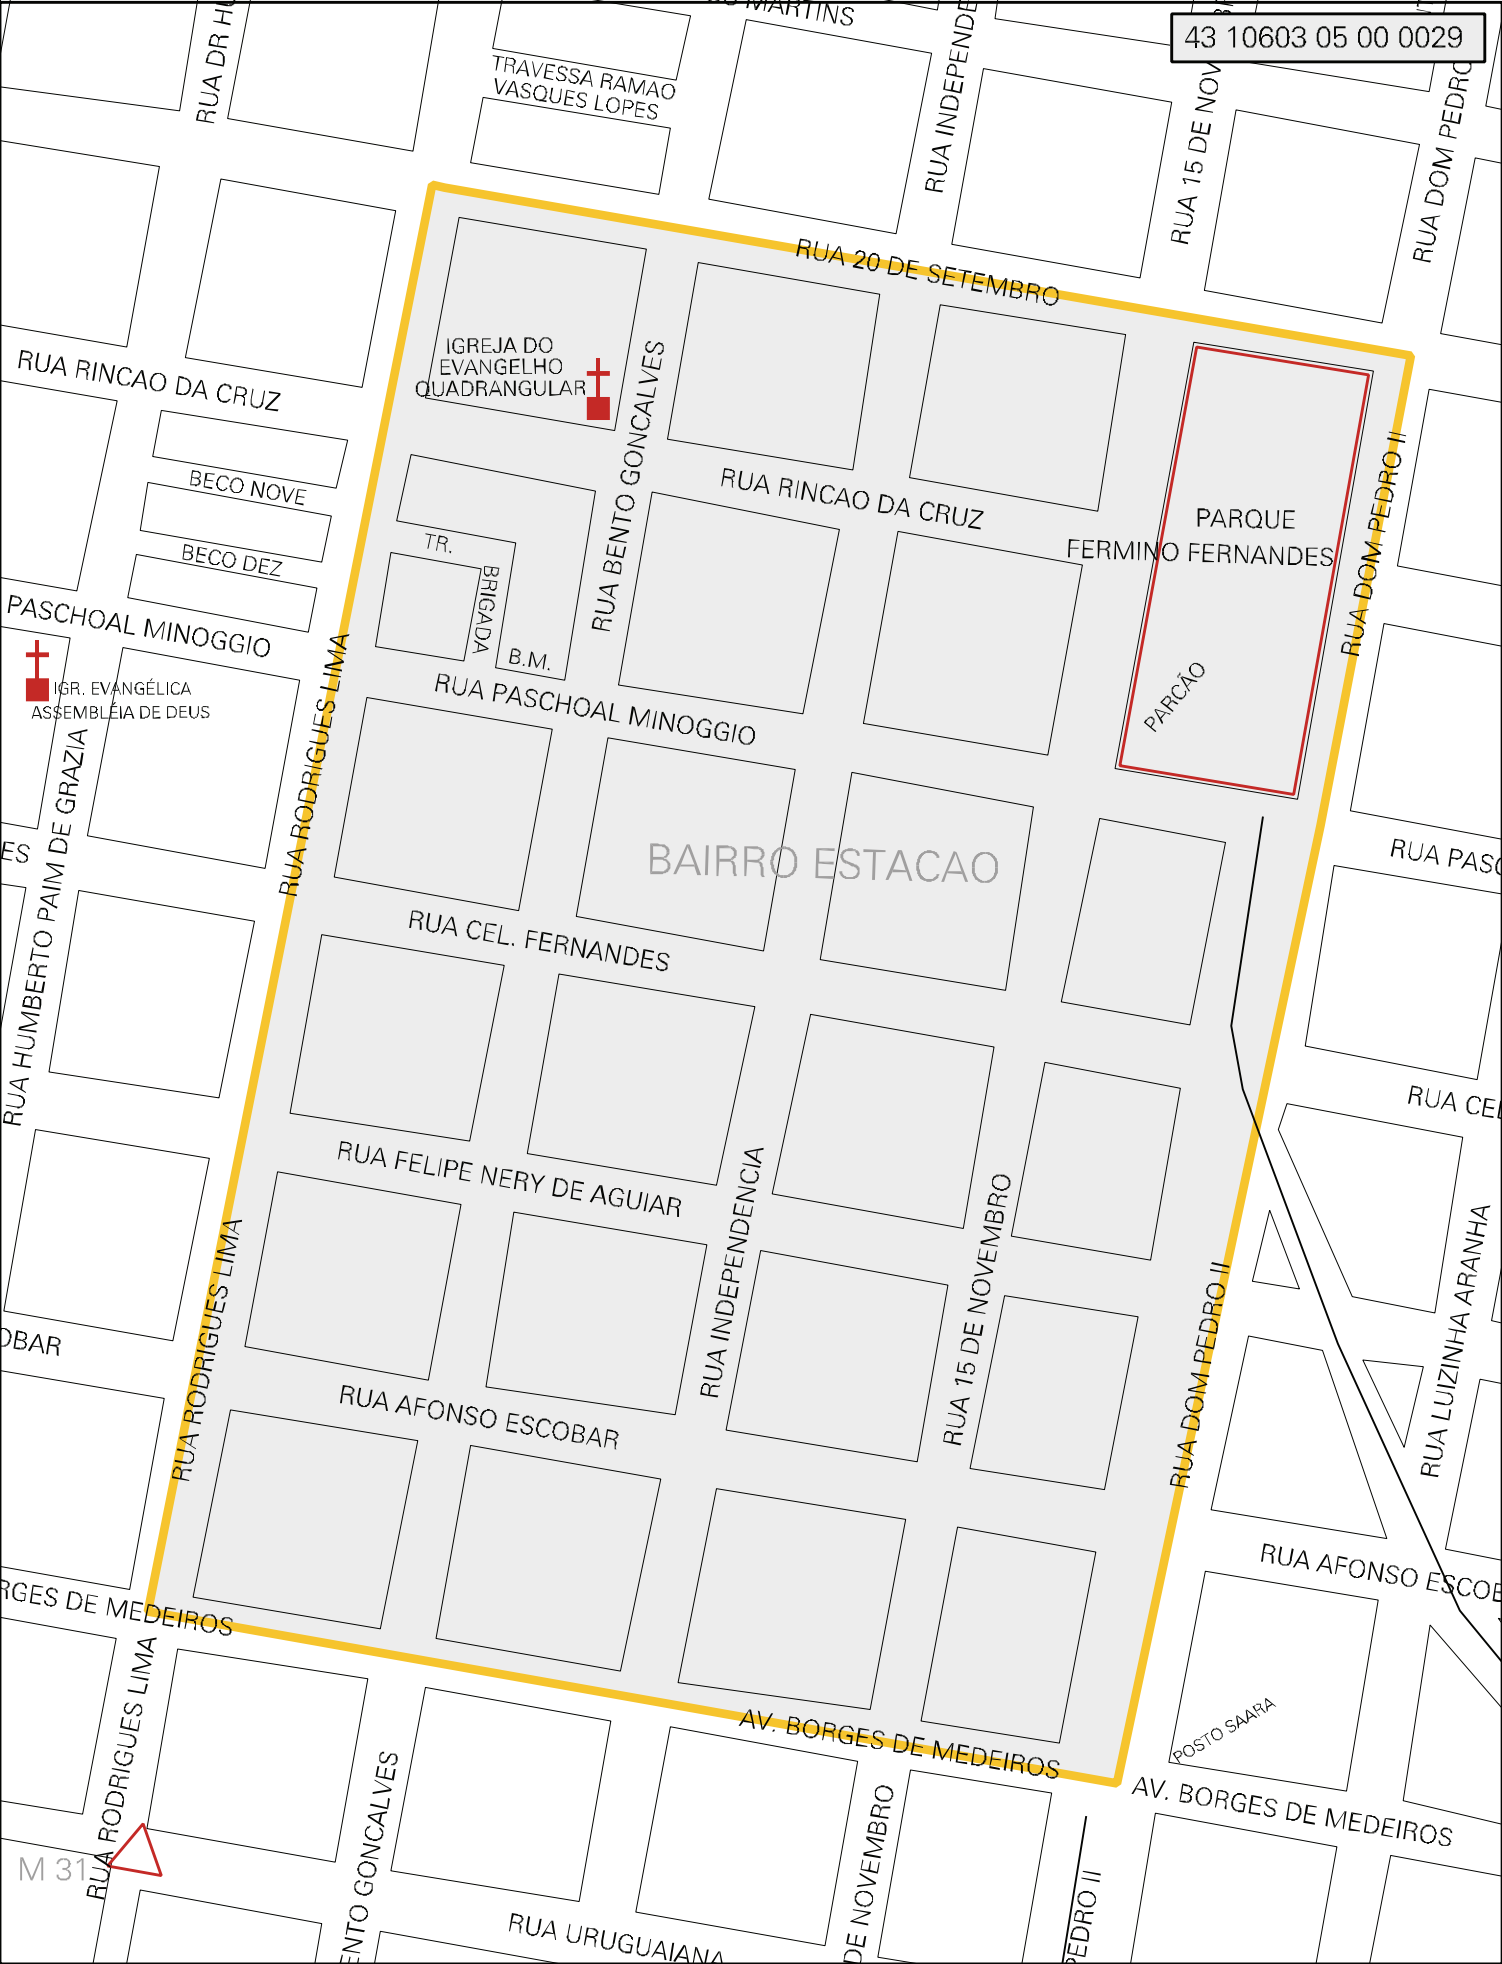 MARTINS
43 10603 05 00 0029
RUA DR HU
TRAVESSA RAMAO
VASQUES LOPES
RUA INDEPENDE
RUA 15 DE NOV
RUA DOM PEDRO
RUA 20 DE SETEMBRO
IGREJA DO
EVANGELHO
QUADRANGULAR
RUA BENTO GONCALVES
RUA RINCAO DA CRUZ
RUA RINCAO DA CRUZ
BECO NOVE
BECO DEZ
TR.
BRIGADA
B.M.
PARQUE
FERMINO FERNANDES
PARCÃO
RUA DOM PEDRO II
PASCHOAL MINOGGIO
RUA PASCHOAL MINOGGIO
IGR. EVANGÉLICA
ASSEMBLÉIA DE DEUS
RUA RODRIGUES LIMA
RUA HUMBERTO PAIM DE GRAZIA
ES
BAIRRO ESTACAO
RUA PASC
RUA CEL. FERNANDES
RUA CEL
RUA FELIPE NERY DE AGUIAR
RUA INDEPENDENCIA
RUA 15 DE NOVEMBRO
RUA DOM PEDRO II
RUA LUIZINHA ARANHA
RUA RODRIGUES LIMA
OBAR
RUA AFONSO ESCOBAR
RUA AFONSO ESCOB
RGES DE MEDEIROS
RUA RODRIGUES LIMA
POSTO SAARA
AV. BORGES DE MEDEIROS
AV. BORGES DE MEDEIROS
M 31
ENTO GONCALVES
DE NOVEMBRO
PEDRO II
RUA URUGUAIANA